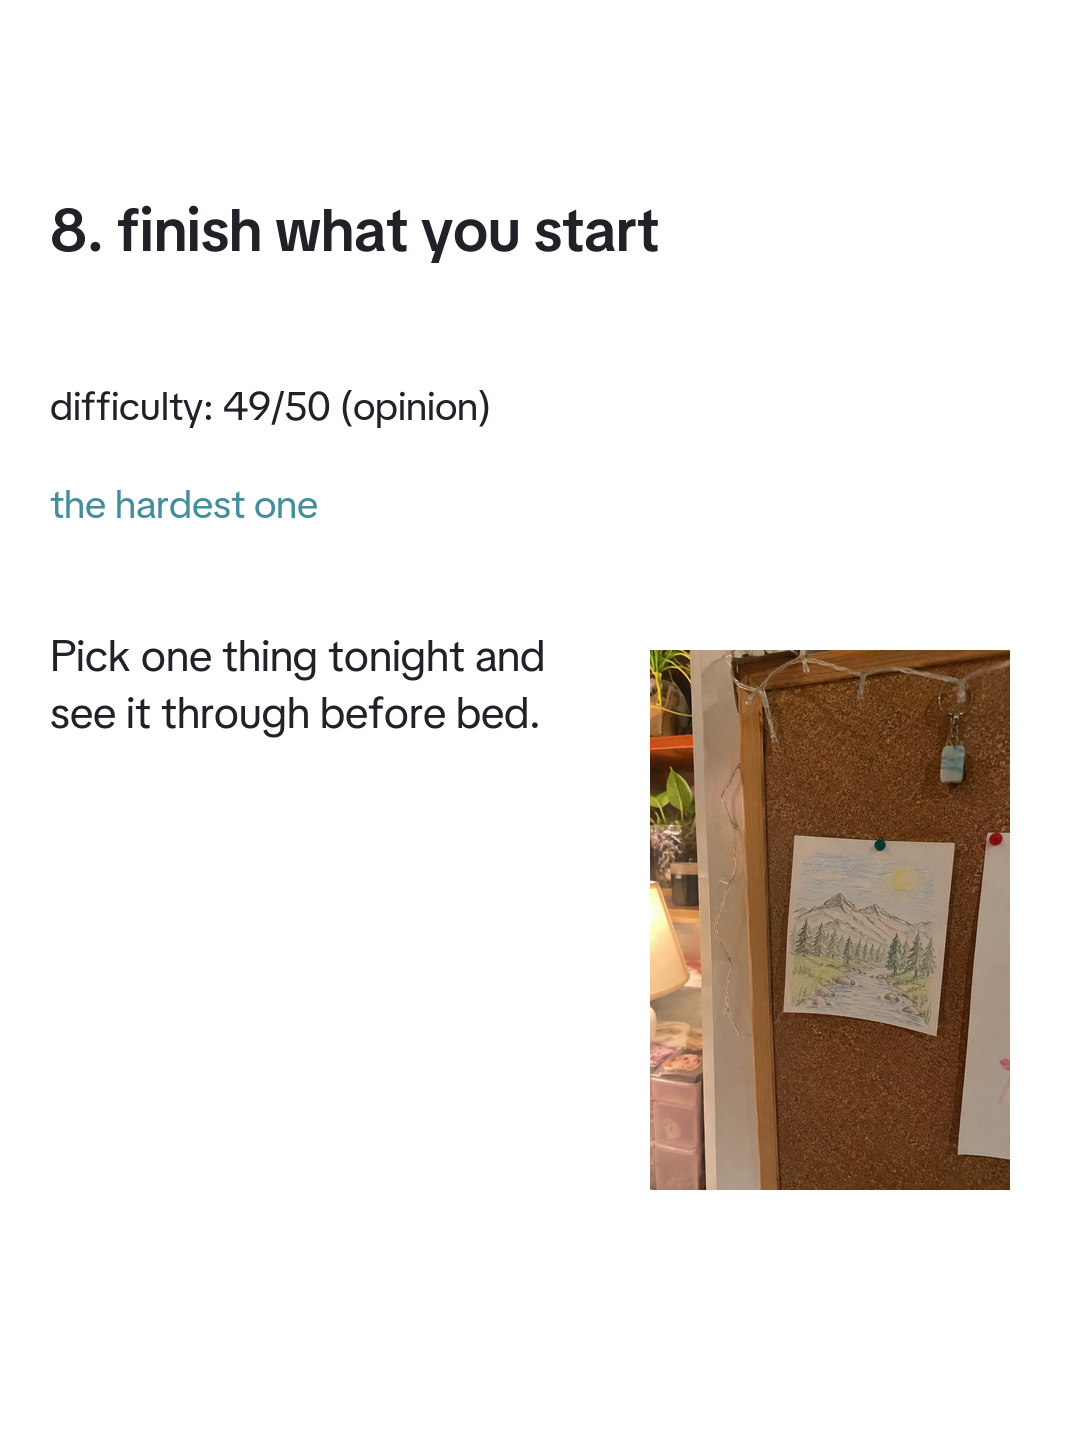 8. finish what you start
difficulty: 49/50 (opinion)
the hardest one
Pick one thing tonight and
see it through before bed.